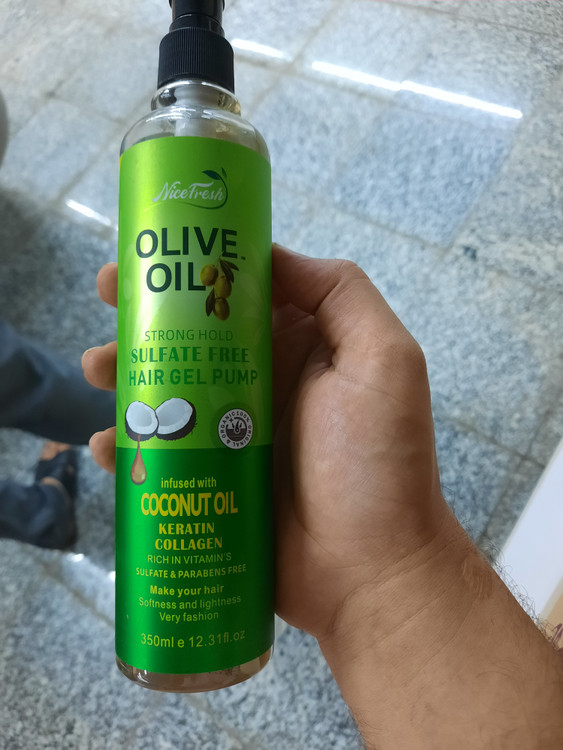 Nice Fresh
OLIVE
OIL
STRONG HOLD
SULFATE FREE
HAIR GEL PUMP
infused with
COCONUT OIL
KERATIN
COLLAGEN
RICH IN VITAMIN'S
SULFATE & PARABENS FREE
Make your hair
Softness and lightness
Very fashion
350ml e 12.31fl.oz